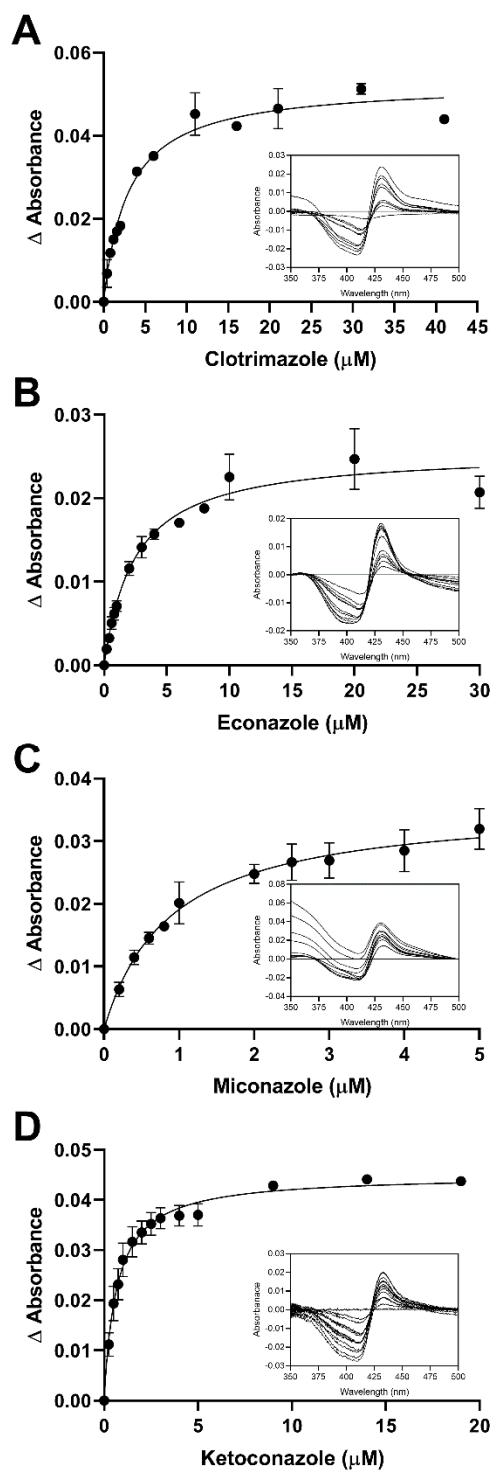 A
0.06
0.04
0.02
0.00
Δ Absorbance
0 5 10 15 20 25 30 35 40 45
Clotrimazole (μM)
0.03
0.02
0.01
0.00
-0.01
-0.02
-0.03
Absorbance
350 375 400 425 450 475 500
Wavelength (nm)
B
0.03
0.02
0.01
0.00
Δ Absorbance
0 5 10 15 20 25 30
Econazole (μM)
0.02
0.01
0.00
-0.01
-0.02
Absorbance
350 375 400 425 450 475 500
Wavelength (nm)
C
0.04
0.03
0.02
0.01
0.00
Δ Absorbance
0 1 2 3 4 5
Miconazole (μM)
0.08
0.06
0.04
0.02
0.00
-0.02
-0.04
Absorbance
350 375 400 425 450 475 500
Wavelength (nm)
D
0.05
0.04
0.03
0.02
0.01
0.00
Δ Absorbance
0 5 10 15 20
Ketoconazole (μM)
0.03
0.02
0.01
0.00
-0.01
-0.02
-0.03
Absorbanace
350 375 400 425 450 475 500
Wavelength (nm)